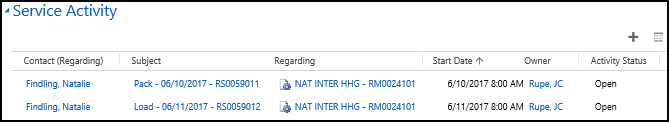 Service Activity
Contact (Regarding) Subject Regarding Start Date ↑ Owner Activity Status
Findling, Natalie Pack - 06/10/2017 - RS0059011 NAT INTER HHG - RM0024101 6/10/2017 8:00 AM Rupe, JC Open
Findling, Natalie Load - 06/11/2017 - RS0059012 NAT INTER HHG - RM0024101 6/11/2017 8:00 AM Rupe, JC Open